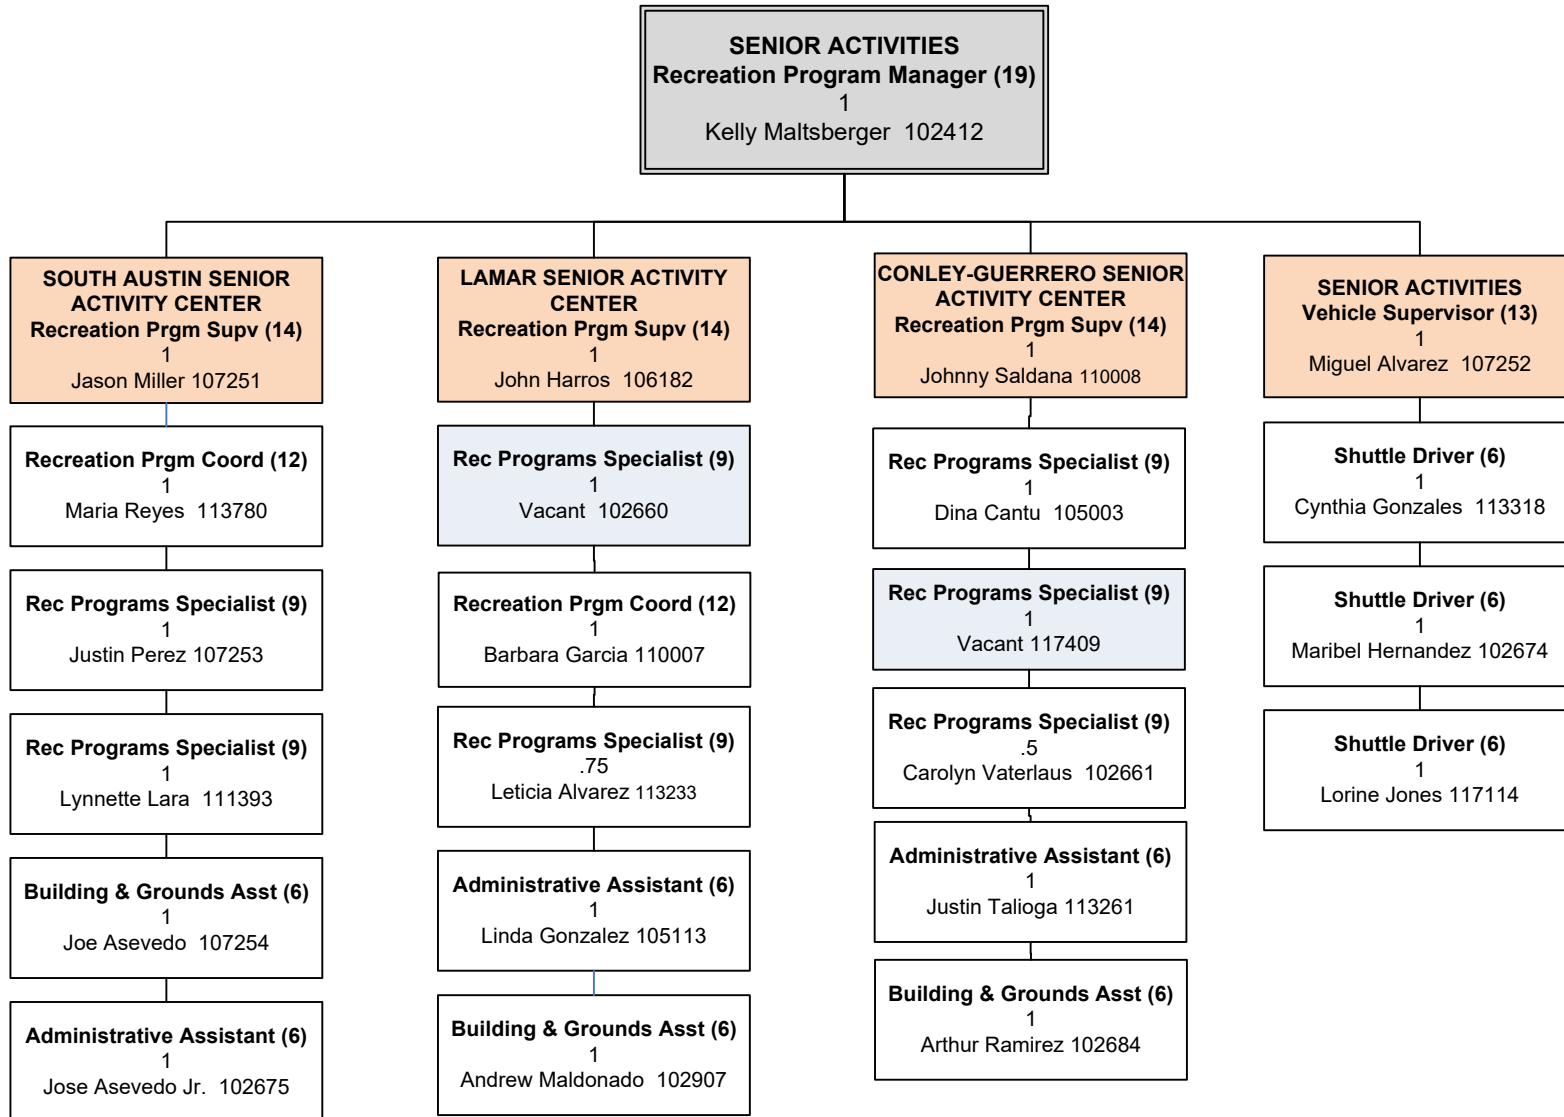 SENIOR ACTIVITIES
Recreation Program Manager (19)
1
Kelly Maltsberger 102412
SOUTH AUSTIN SENIOR
ACTIVITY CENTER
Recreation Prgm Supv (14)
1
Jason Miller 107251
Recreation Prgm Coord (12)
1
Maria Reyes 113780
Rec Programs Specialist (9)
1
Justin Perez 107253
Rec Programs Specialist (9)
1
Lynnette Lara 111393
Building & Grounds Asst (6)
1
Joe Asevedo 107254
Administrative Assistant (6)
1
Jose Asevedo Jr. 102675
LAMAR SENIOR ACTIVITY
CENTER
Recreation Prgm Supv (14)
1
John Harros 106182
Rec Programs Specialist (9)
1
Vacant 102660
Recreation Prgm Coord (12)
1
Barbara Garcia 110007
Rec Programs Specialist (9)
.75
Leticia Alvarez 113233
Administrative Assistant (6)
1
Linda Gonzalez 105113
Building & Grounds Asst (6)
1
Andrew Maldonado 102907
CONLEY-GUERRERO SENIOR
ACTIVITY CENTER
Recreation Prgm Supv (14)
1
Johnny Saldana 110008
Rec Programs Specialist (9)
1
Dina Cantu 105003
Rec Programs Specialist (9)
1
Vacant 117409
Rec Programs Specialist (9)
.5
Carolyn Vaterlaus 102661
Administrative Assistant (6)
1
Justin Talioga 113261
Building & Grounds Asst (6)
1
Arthur Ramirez 102684
SENIOR ACTIVITIES
Vehicle Supervisor (13)
1
Miguel Alvarez 107252
Shuttle Driver (6)
1
Cynthia Gonzales 113318
Shuttle Driver (6)
1
Maribel Hernandez 102674
Shuttle Driver (6)
1
Lorine Jones 117114